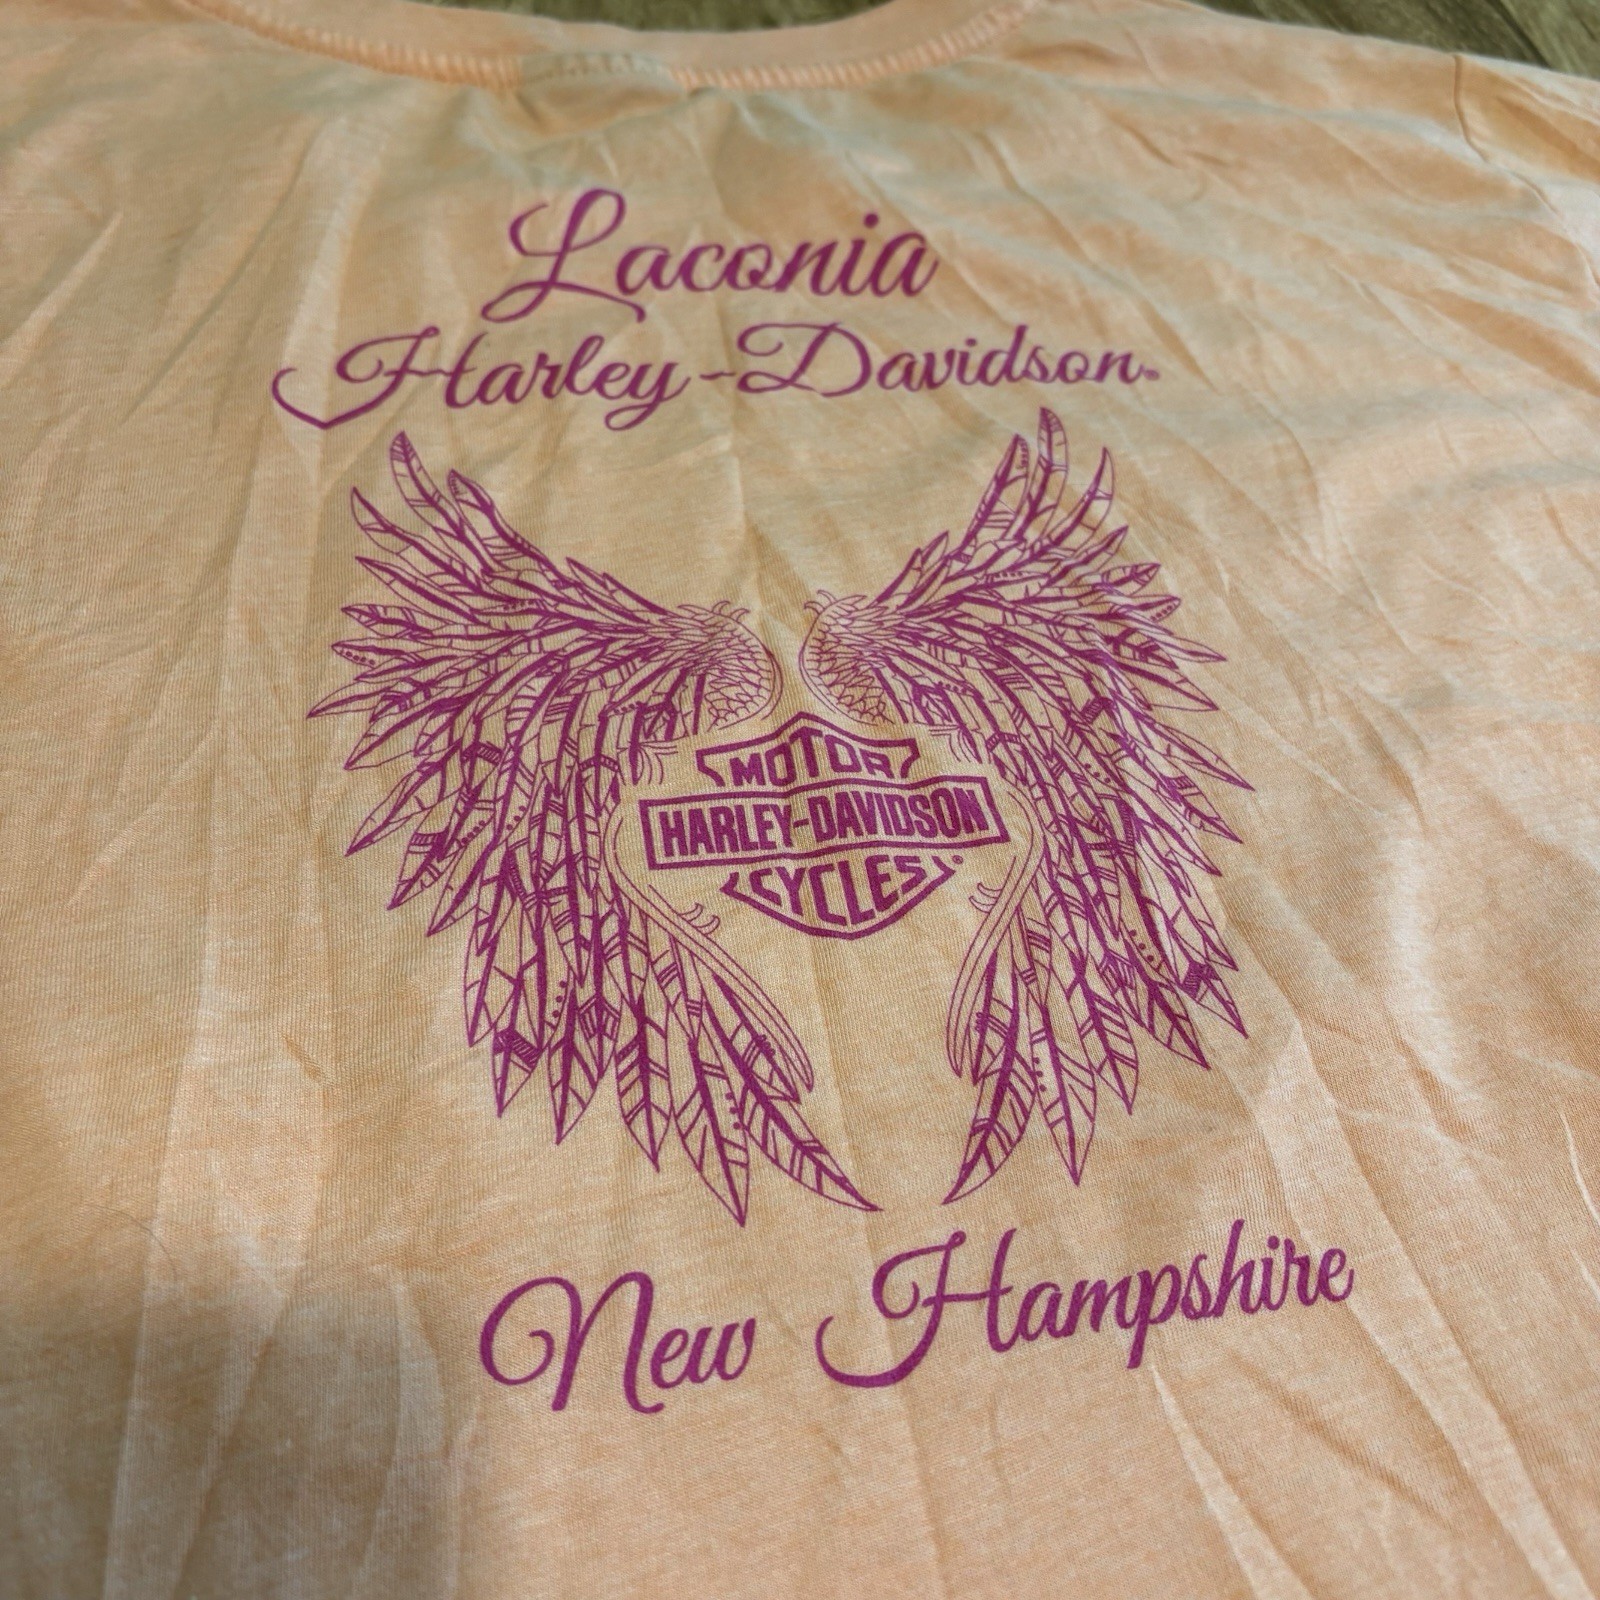 Laconia
Harley-Davidson®
MOTOR
HARLEY-DAVIDSON
CYCLES®
New Hampshire